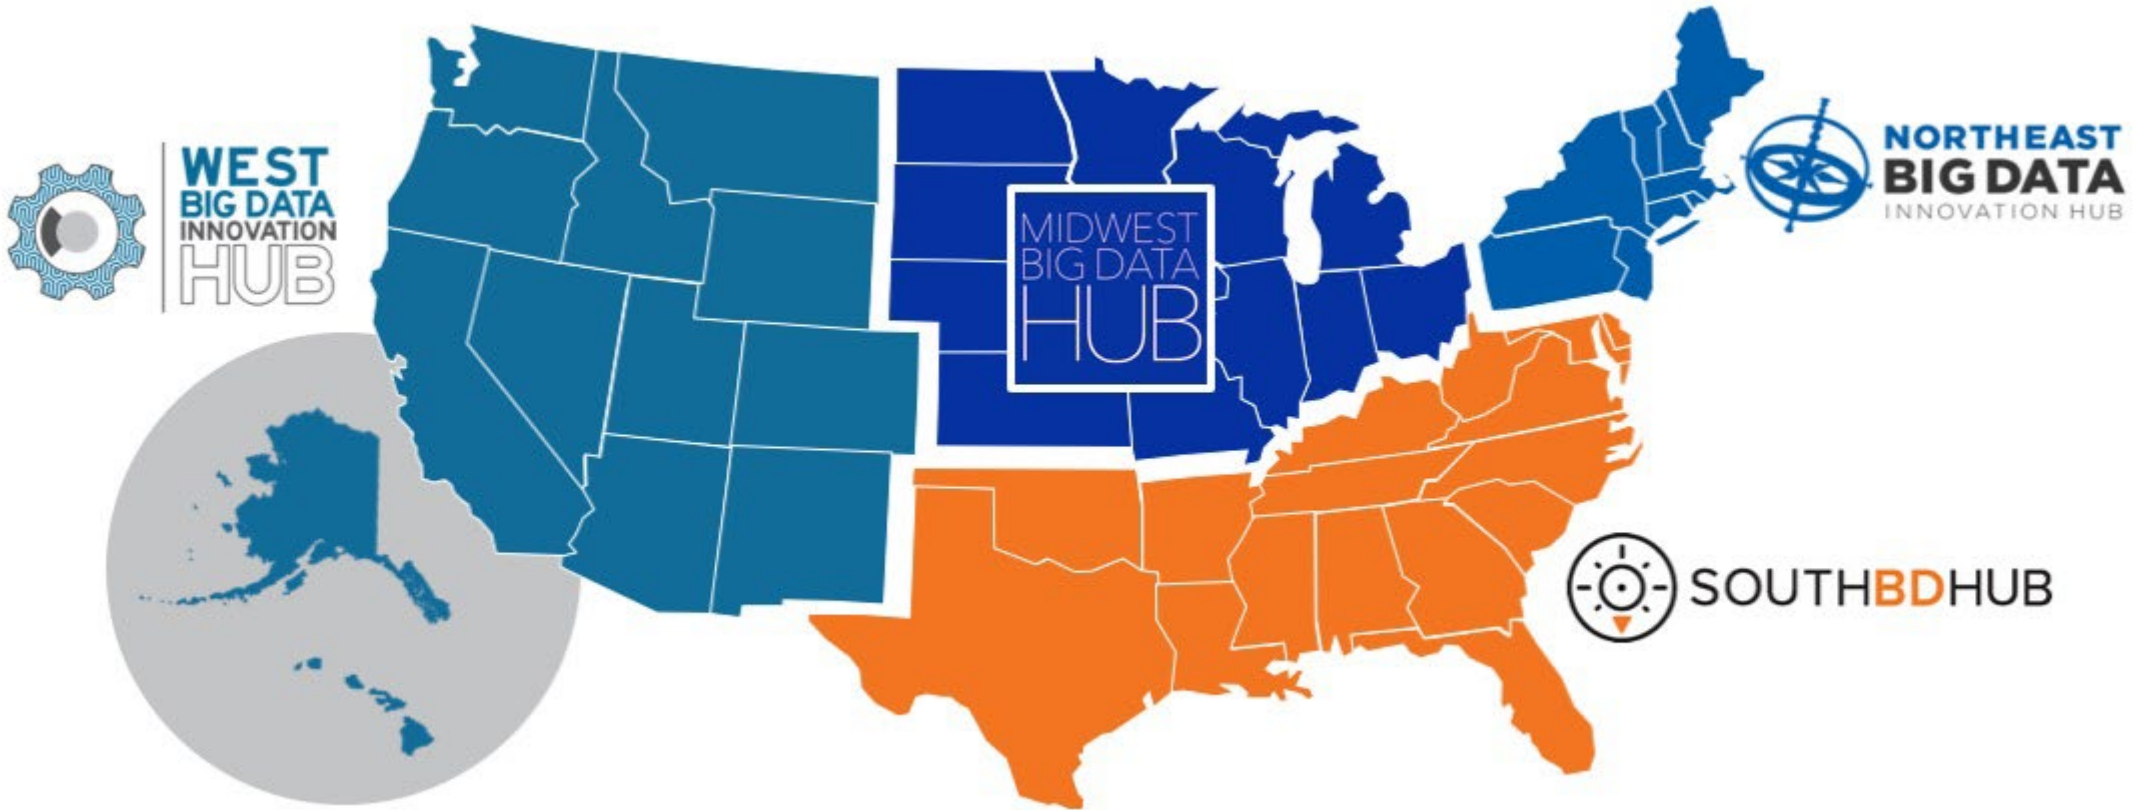 WEST
BIG DATA
INNOVATION
HUB
MIDWEST
BIG DATA
HUB
NORTHEAST
BIG DATA
INNOVATION HUB
SOUTHBDHUB